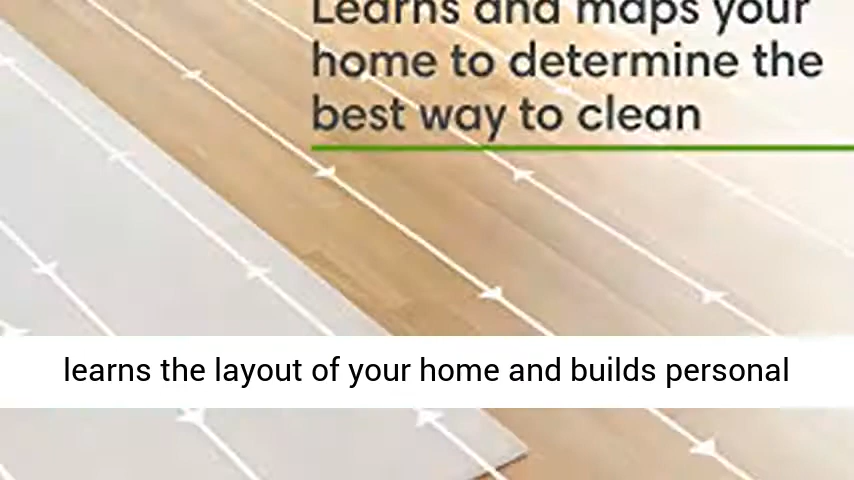 Learns and maps your
home to determine the
best way to clean
learns the layout of your home and builds personal